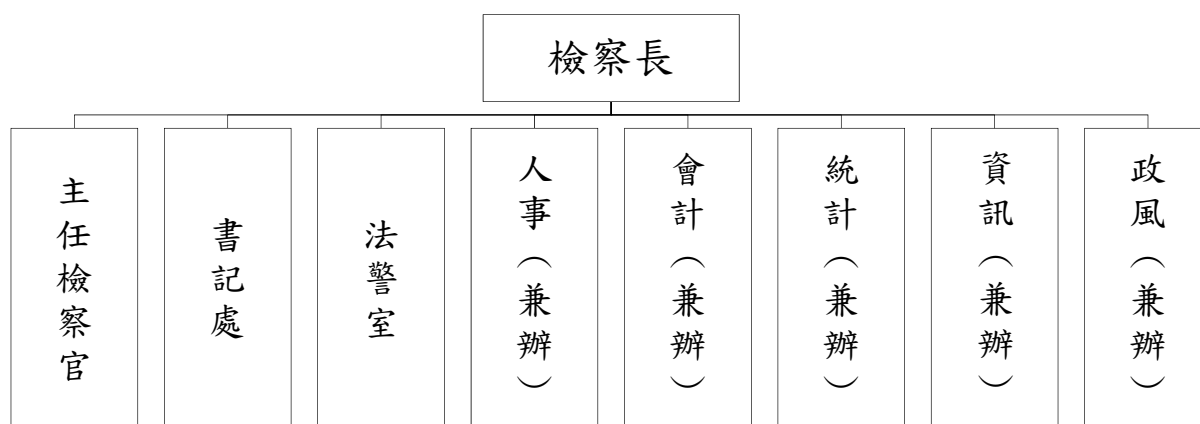 檢察長
主任檢察官
書記處
法警室
人事（兼辦）
會計（兼辦）
統計（兼辦）
資訊（兼辦）
政風（兼辦）